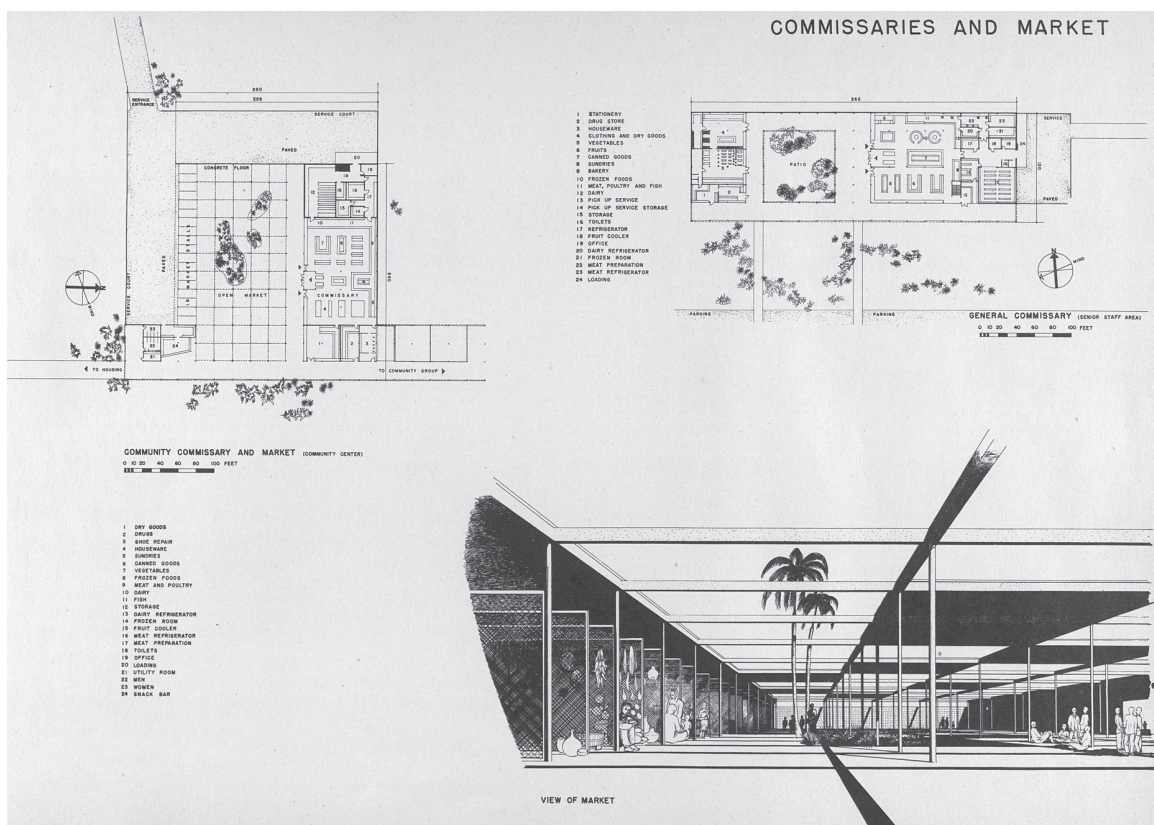 COMMISSARIES AND MARKET
280
226
SERVICE ENTRANCE
SERVICE COURT
PAVED
CONCRETE FLOOR
SERVICE COURT
PAVED
18 MARKET STALLS
OPEN MARKET
COMMISSARY
240
N
WIND
◀ TO HOUSING
TO COMMUNITY GROUP ▶
COMMUNITY COMMISSARY AND MARKET (COMMUNITY CENTER)
0 10 20 40 60 80 100 FEET
1 DRY GOODS
2 DRUGS
3 SHOE REPAIR
4 HOUSEWARE
5 SUNDRIES
6 CANNED GOODS
7 VEGETABLES
8 FROZEN FOODS
9 MEAT AND POULTRY
10 DAIRY
11 FISH
12 STORAGE
13 DAIRY REFRIGERATOR
14 FROZEN ROOM
15 FRUIT COOLER
16 MEAT REFRIGERATOR
17 MEAT PREPARATION
18 TOILETS
19 OFFICE
20 LOADING
21 UTILITY ROOM
22 MEN
23 WOMEN
24 SNACK BAR
1 STATIONERY
2 DRUG STORE
3 HOUSEWARE
4 CLOTHING AND DRY GOODS
5 VEGETABLES
6 FRUITS
7 CANNED GOODS
8 SUNDRIES
9 BAKERY
10 FROZEN FOODS
11 MEAT, POULTRY AND FISH
12 DAIRY
13 PICK UP SERVICE
14 PICK UP SERVICE STORAGE
15 STORAGE
16 TOILETS
17 REFRIGERATOR
18 FRUIT COOLER
19 OFFICE
20 DAIRY REFRIGERATOR
21 FROZEN ROOM
22 MEAT PREPARATION
23 MEAT REFRIGERATOR
24 LOADING
362
PATIO
SERVICE
PAVED
N
WIND
PARKING
PARKING
GENERAL COMMISSARY (SENIOR STAFF AREA)
0 10 20 40 60 80 100 FEET
VIEW OF MARKET